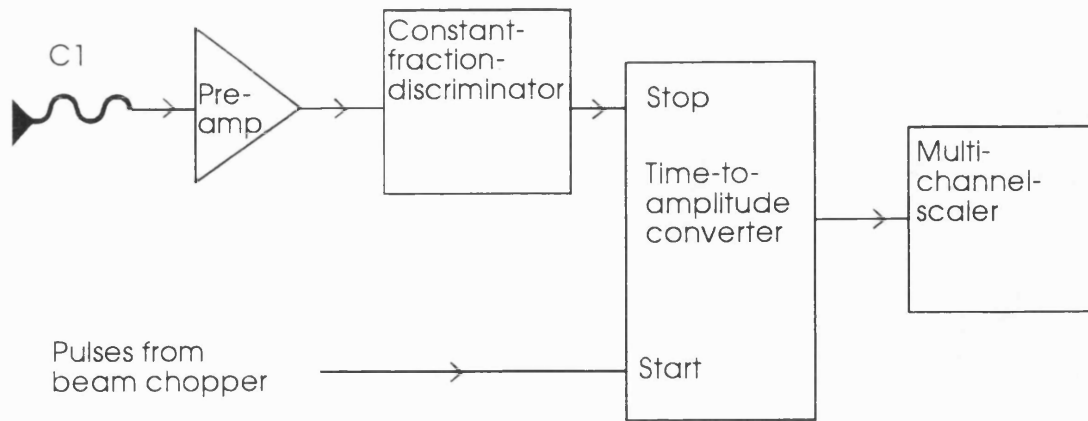 C1
Pre-
amp
Constant-
fraction-
discriminator
Stop
Time-to-
amplitude
converter
Start
Multi-
channel-
scaler
Pulses from
beam chopper